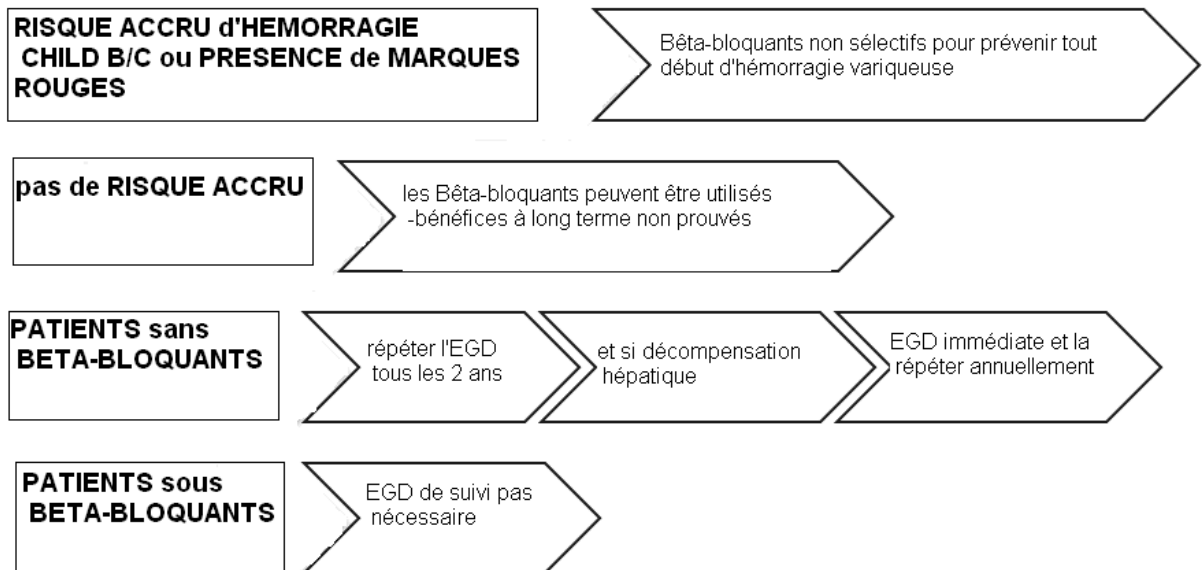 RISQUE ACCRU d'HEMORRAGIE
CHILD B/C ou PRESENCE de MARQUES
ROUGES
Bêta-bloquants non sélectifs pour prévenir tout
début d'hémorragie variqueuse
pas de RISQUE ACCRU
les Bêta-bloquants peuvent être utilisés
-bénéfices à long terme non prouvés
PATIENTS sans
BETA-BLOQUANTS
répéter l'EGD
tous les 2 ans
et si décompensation
hépatique
EGD immédiate et la
répéter annuellement
PATIENTS sous
BETA-BLOQUANTS
EGD de suivi pas
nécessaire